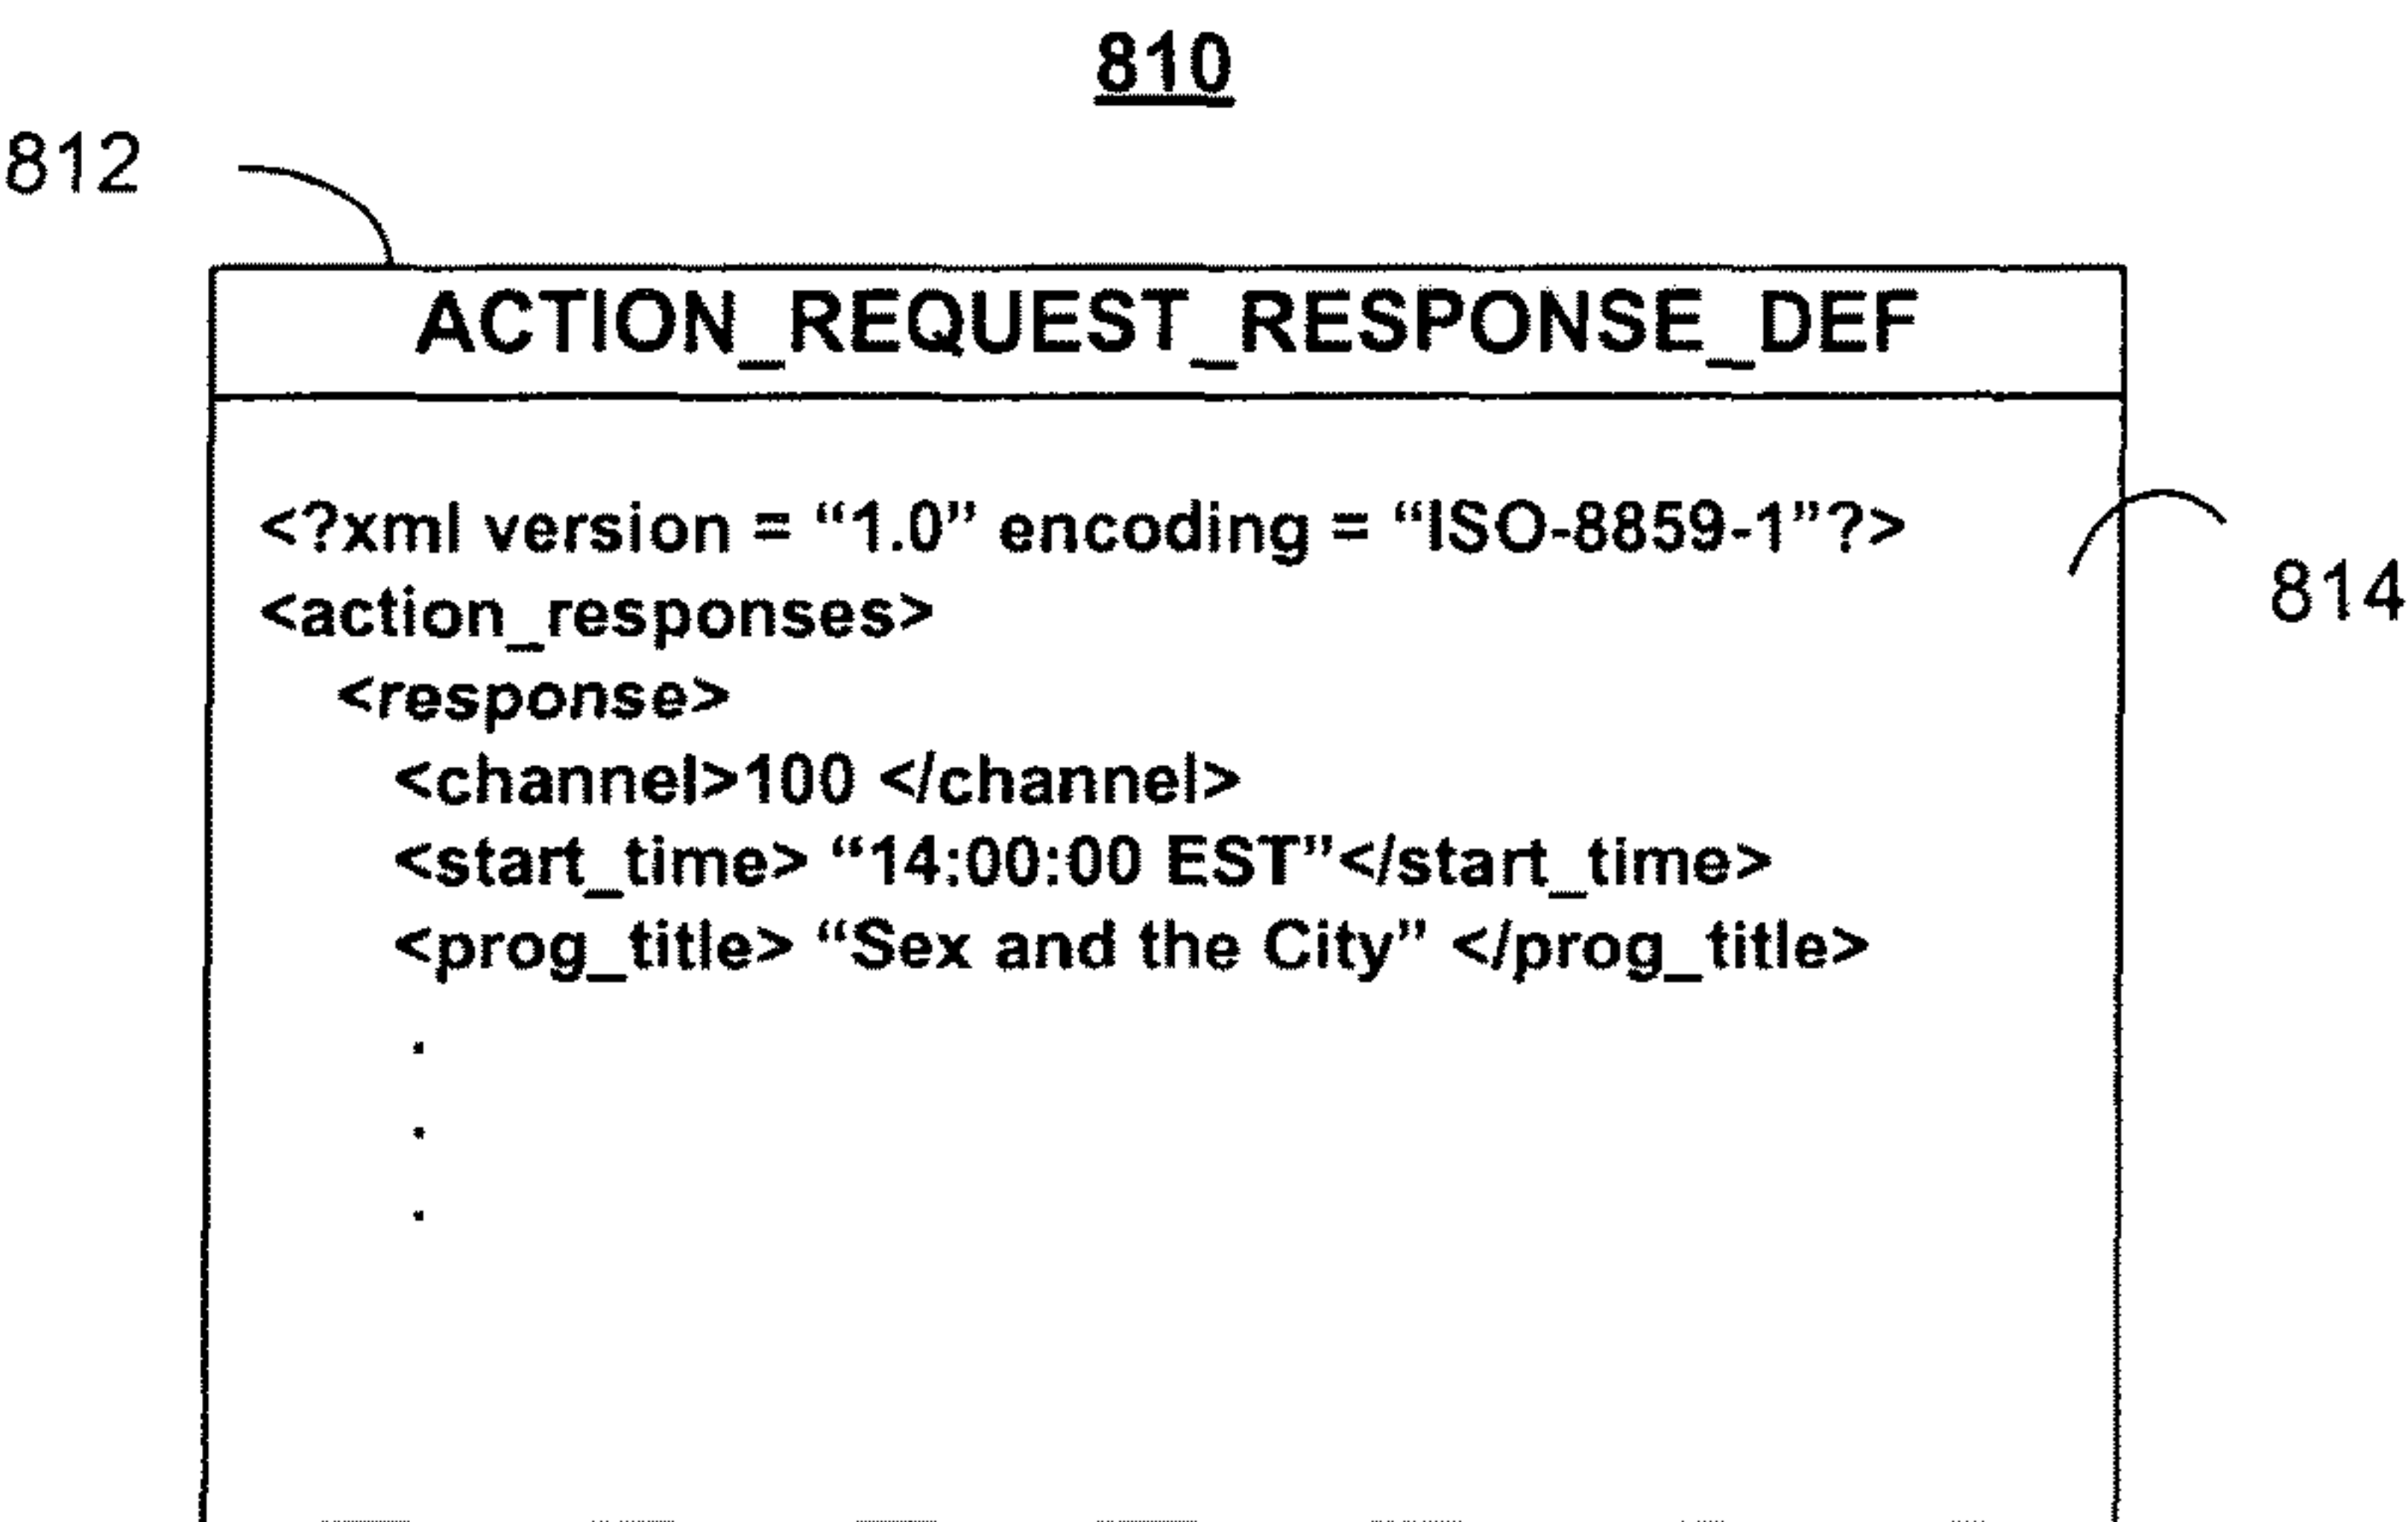 810
812
ACTION_REQUEST_RESPONSE_DEF
<?xml version = “1.0” encoding = “ISO-8859-1”?>
<action_responses>
814
<response>
<channel>100 </channel>
<start_time> “14:00:00 EST”</start_time>
<prog_title> “Sex and the City” </prog_title>
.
.
.